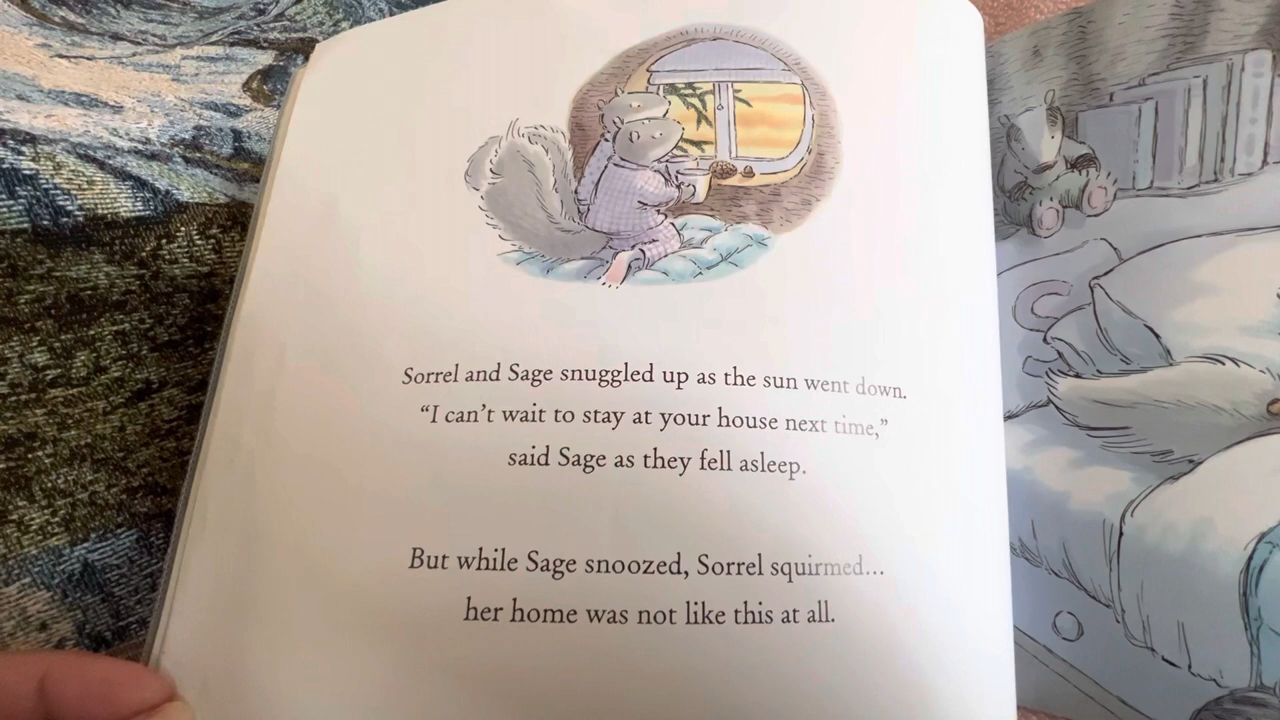 Sorrel and Sage snuggled up as the sun went down.
“I can’t wait to stay at your house next time,”
said Sage as they fell asleep.
But while Sage snoozed, Sorrel squirmed...
her home was not like this at all.